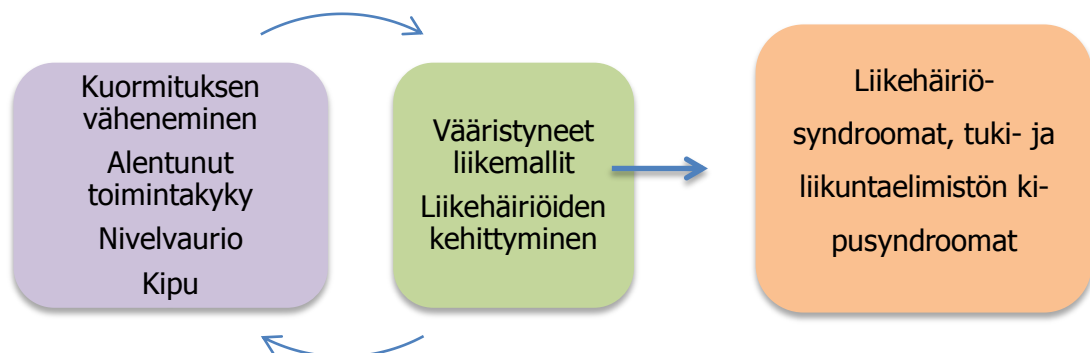 Kuormituksen
väheneminen
Alentunut
toimintakyky
Nivelvaurio
Kipu
Vääristyneet
liikemallit
Liikehäiriöiden
kehittyminen
Liikehäiriö-
syndroomat, tuki- ja
liikuntaelimistön ki-
pusyndroomat